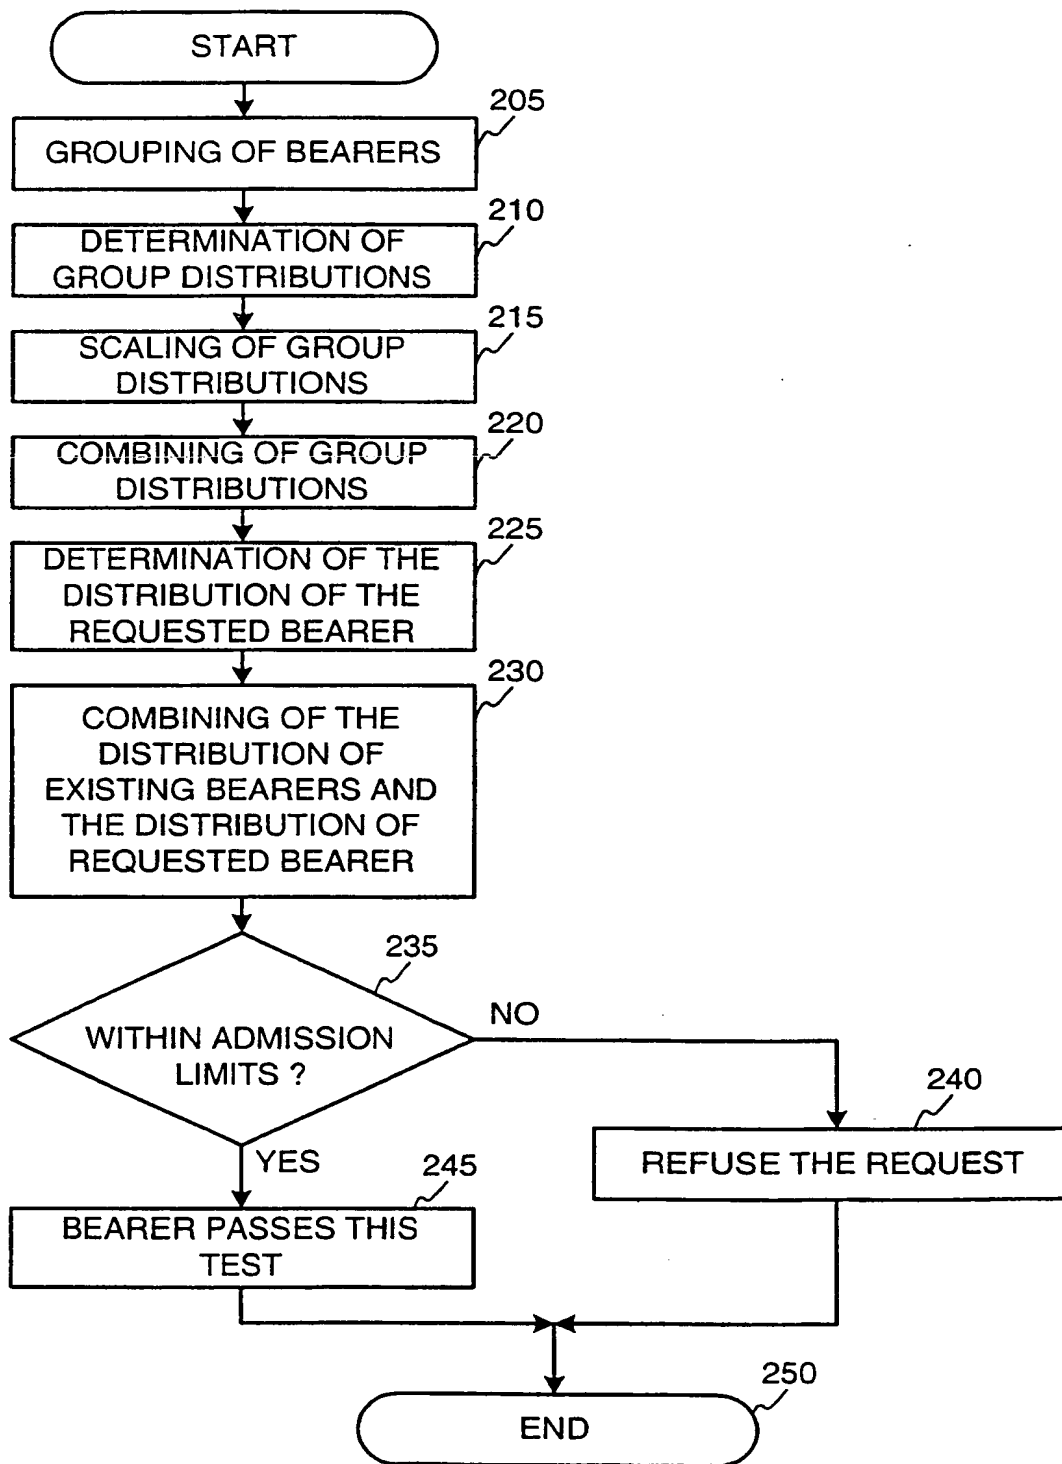 START
205
GROUPING OF BEARERS
210
DETERMINATION OF
GROUP DISTRIBUTIONS
215
SCALING OF GROUP
DISTRIBUTIONS
220
COMBINING OF GROUP
DISTRIBUTIONS
225
DETERMINATION OF THE
DISTRIBUTION OF THE
REQUESTED BEARER
230
COMBINING OF THE
DISTRIBUTION OF
EXISTING BEARERS AND
THE DISTRIBUTION OF
REQUESTED BEARER
235
WITHIN ADMISSION
LIMITS ?
NO
YES
240
REFUSE THE REQUEST
245
BEARER PASSES THIS
TEST
250
END